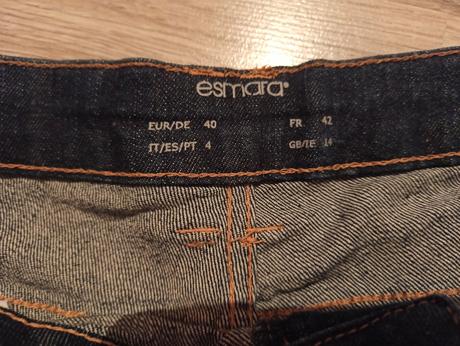 esmara®
EUR/DE 40 FR 42
IT/ES/PT 4 GB/IE 14